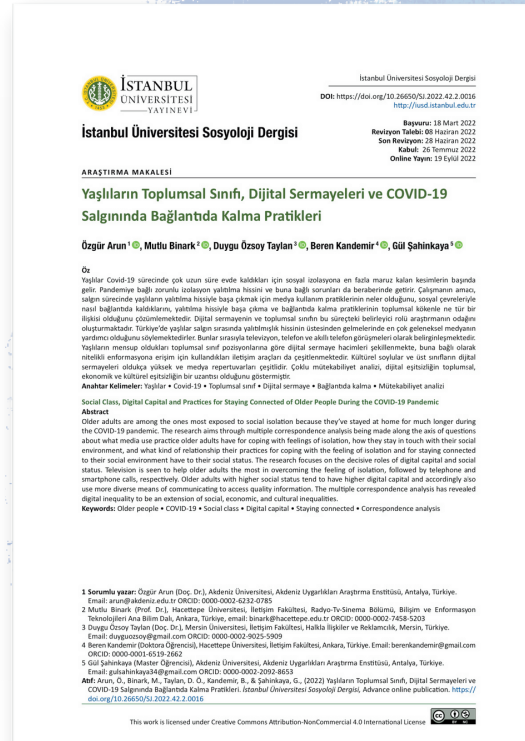 İSTANBUL
ÜNİVERSİTESİ
YAYINEVİ
İstanbul Üniversitesi Sosyoloji Dergisi
İstanbul Üniversitesi Sosyoloji Dergisi
DOI: https://doi.org/10.26650/SJ.2022.42.2.0016
http://iusd.istanbul.edu.tr
Başvuru: 18 Mart 2022
Revizyon Talebi: 08 Haziran 2022
Son Revizyon: 28 Haziran 2022
Kabul: 26 Temmuz 2022
Online Yayın: 19 Eylül 2022
ARAŞTIRMA MAKALESİ
Yaşlıların Toplumsal Sınıfı, Dijital Sermayeleri ve COVID-19
Salgınında Bağlantıda Kalma Pratikleri
Özgür Arun 1, Mutlu Binark 2, Duygu Özsoy Taylan 3, Beren Kandemir 4, Gül Şahinkaya 5
Öz
Yaşlılar Covid-19 sürecinde çok uzun süre evde kaldıkları için sosyal izolasyona en fazla maruz kalan kesimlerin başında
gelir. Pandemiye bağlı zorunlu izolasyon yalıtılma hissini ve buna bağlı sorunları da beraberinde getirir. Çalışmanın amacı,
salgın sürecinde yaşlıların yalıtılma hissiyle başa çıkmak için medya kullanım pratiklerinin neler olduğunu, sosyal çevreleriyle
nasıl bağlantıda kaldıklarını, yalıtılma hissiyle başa çıkma ve bağlantıda kalma pratiklerinin toplumsal kökenle ne tür bir
ilişkisi olduğunu çözümlemektedir. Dijital sermayenin ve toplumsal sınıfın bu süreçteki belirleyici rolü araştırmanın odağını
oluşturmaktadır. Türkiye'de yaşlılar salgın sırasında yalıtılmışlık hissinin üstesinden gelmelerinde en çok geleneksel medyanın
yardımcı olduğunu söylemektedirler. Bunlar sırasıyla televizyon, telefon ve akıllı telefon görüşmeleri olarak belirginleşmektedir.
Yaşlıların mensup oldukları toplumsal sınıf pozisyonlarına göre dijital sermaye hacimleri şekillenmekte, buna bağlı olarak
nitelikli enformasyona erişim için kullandıkları iletişim araçları da çeşitlenmektedir. Kültürel soylular ve üst sınıfların dijital
sermayeleri oldukça yüksek ve medya repertuvarları çeşitlidir. Çoklu mütekabiliyet analizi, dijital eşitsizliğin toplumsal,
ekonomik ve kültürel eşitsizliğin bir uzantısı olduğunu göstermiştir.
Anahtar Kelimeler: Yaşlılar • Covid-19 • Toplumsal sınıf • Dijital sermaye • Bağlantıda kalma • Mütekabiliyet analizi
Social Class, Digital Capital and Practices for Staying Connected of Older People During the COVID-19 Pandemic
Abstract
Older adults are among the ones most exposed to social isolation because they've stayed at home for much longer during
the COVID-19 pandemic. The research aims through multiple correspondence analysis being made along the axis of questions
about what media use practice older adults have for coping with feelings of isolation, how they stay in touch with their social
environment, and what kind of relationship their practices for coping with the feeling of isolation and for staying connected
to their social environment have to their social status. The research focuses on the decisive roles of digital capital and social
status. Television is seen to help older adults the most in overcoming the feeling of isolation, followed by telephone and
smartphone calls, respectively. Older adults with higher social status tend to have higher digital capital and accordingly also
use more diverse means of communicating to access quality information. The multiple correspondence analysis has revealed
digital inequality to be an extension of social, economic, and cultural inequalities.
Keywords: Older people • COVID-19 • Social class • Digital capital • Staying connected • Correspondence analysis
1 Sorumlu yazar: Özgür Arun (Doç. Dr.), Akdeniz Üniversitesi, Akdeniz Uygarlıkları Araştırma Enstitüsü, Antalya, Türkiye.
Email: arun@akdeniz.edu.tr ORCID: 0000-0002-6232-0785
2 Mutlu Binark (Prof. Dr.), Hacettepe Üniversitesi, İletişim Fakültesi, Radyo-Tv-Sinema Bölümü, Bilişim ve Enformasyon
Teknolojileri Ana Bilim Dalı, Ankara, Türkiye, email: binark@hacettepe.edu.tr ORCID: 0000-0002-7458-5203
3 Duygu Özsoy Taylan (Doç. Dr.), Mersin Üniversitesi, İletişim Fakültesi, Halkla İlişkiler ve Reklamcılık, Mersin, Türkiye.
Email: duyguozsoy@gmail.com ORCID: 0000-0002-9025-5909
4 Beren Kandemir (Doktora Öğrencisi), Hacettepe Üniversitesi, İletişim Fakültesi, Ankara, Türkiye. Email: berenkandemir@gmail.com
ORCID: 0000-0001-6519-2662
5 Gül Şahinkaya (Master Öğrencisi), Akdeniz Üniversitesi, Akdeniz Uygarlıkları Araştırma Enstitüsü, Antalya, Türkiye.
Email: gulsahinkaya34@gmail.com ORCID: 0000-0002-2092-8653
Atıf: Arun, Ö., Binark, M., Taylan, D. Ö., Kandemir, B., & Şahinkaya, G., (2022) Yaşlıların Toplumsal Sınıfı, Dijital Sermayeleri ve
COVID-19 Salgınında Bağlantıda Kalma Pratikleri. İstanbul Üniversitesi Sosyoloji Dergisi, Advance online publication. https://
doi.org/10.26650/SJ.2022.42.2.0016
This work is licensed under Creative Commons Attribution-NonCommercial 4.0 International License